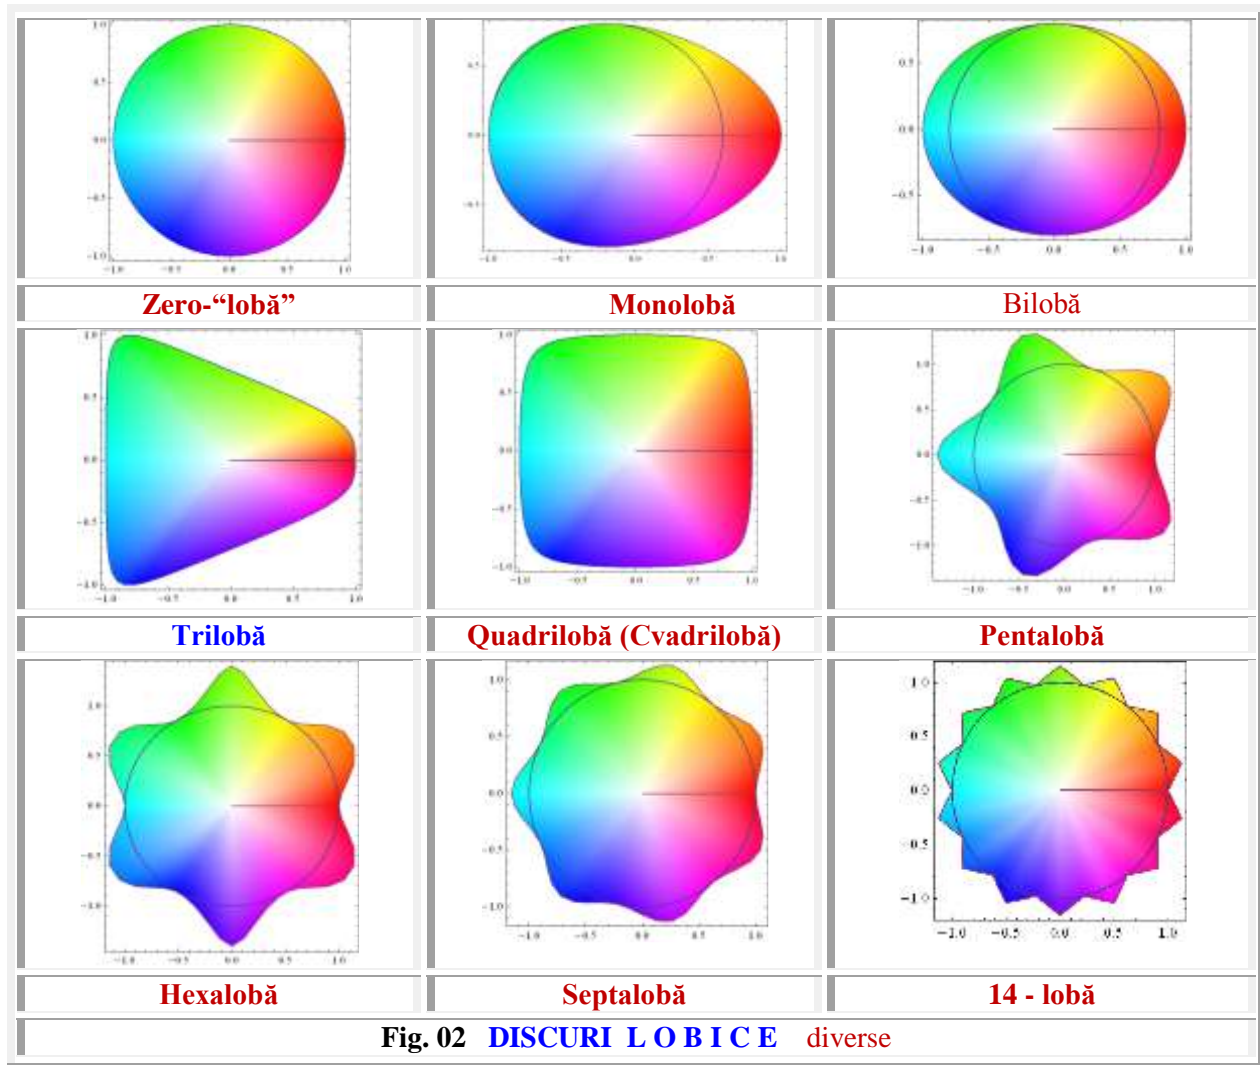 Zero-“lobă”
Monolobă
Bilobă
Trilobă
Quadrilobă (Cvadrilobă)
Pentalobă
Hexalobă
Septalobă
14 - lobă
Fig. 02 DISCURI L O B I C E diverse